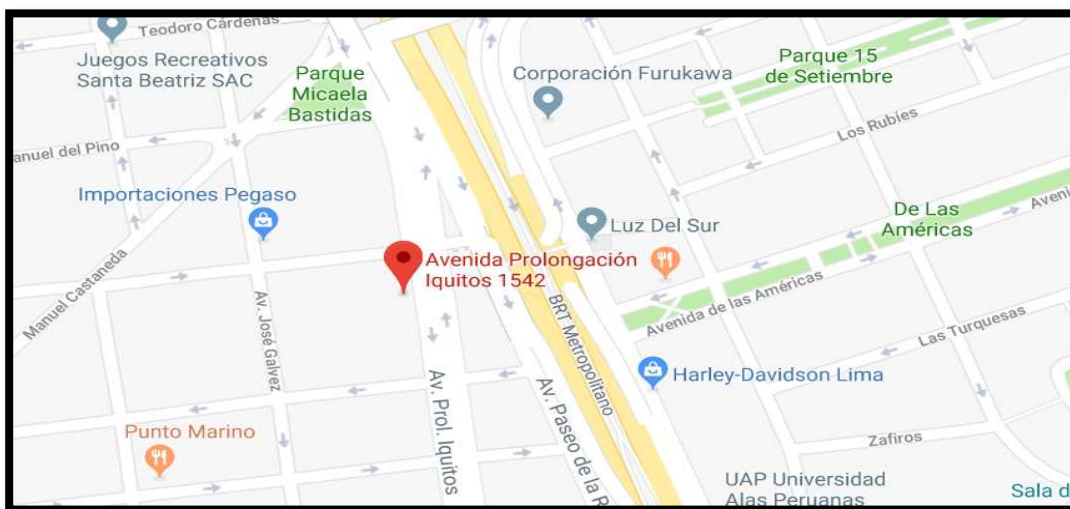 Teodoro Cárdenas
Juegos Recreativos
Santa Beatriz SAC
Parque
Micaela
Bastidas
Corporación Furukawa
Parque 15
de Setiembre
anuel del Pino
Los Rubíes
Importaciones Pegaso
Luz Del Sur
De Las
Américas
Aveni
Avenida Prolongación
Iquitos 1542
Manuel Castaneda
Av. José Galvez
BRT Metropolitano
Avenida de las Américas
Las Turquesas
Harley-Davidson Lima
Av. Prol. Iquitos
Av. Paseo de la R
Punto Marino
Zafiros
UAP Universidad
Alas Peruanas
Sala d